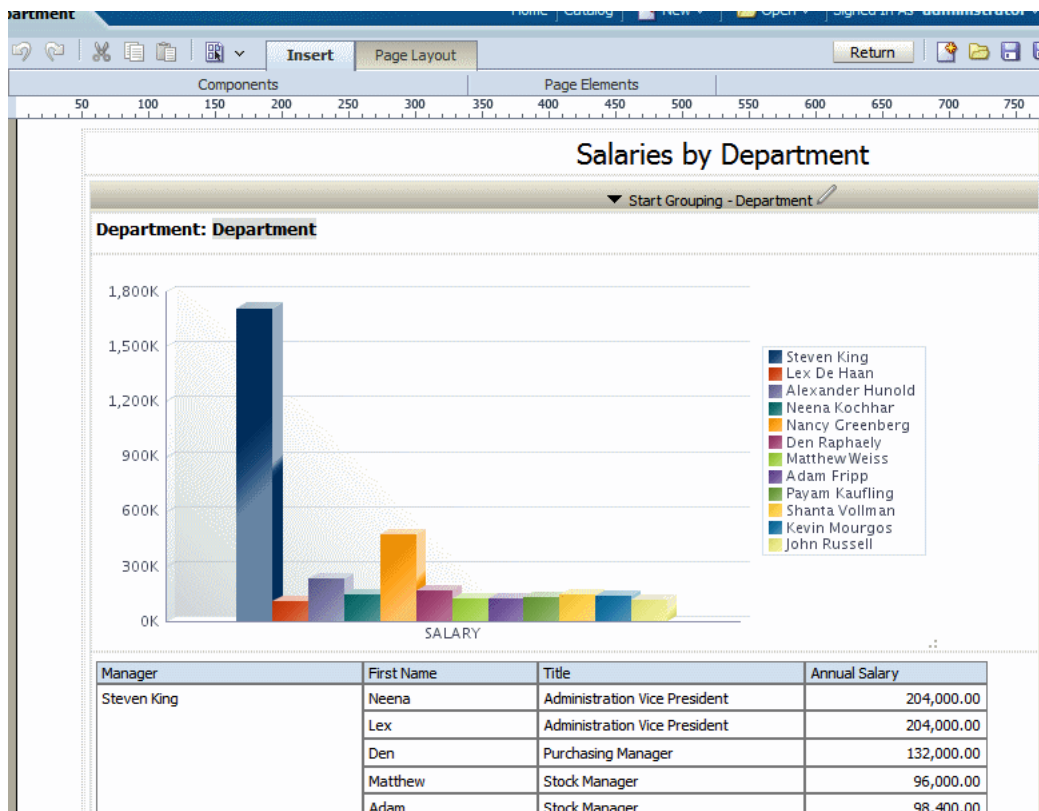 partment Home Catalog New Open Signed In As administrator
Insert Page Layout Return
Components Page Elements
50 100 150 200 250 300 350 400 450 500 550 600 650 700 750
Salaries by Department
Start Grouping - Department
Department: Department
1,800K
1,500K
1,200K
900K
600K
300K
0K
SALARY
Steven King
Lex De Haan
Alexander Hunold
Neena Kochhar
Nancy Greenberg
Den Raphaely
Matthew Weiss
Adam Fripp
Payam Kaufling
Shanta Vollman
Kevin Mourgos
John Russell
Manager First Name Title Annual Salary
Steven King Neena Administration Vice President 204,000.00
Lex Administration Vice President 204,000.00
Den Purchasing Manager 132,000.00
Matthew Stock Manager 96,000.00
Adam Stock Manager 98,400.00